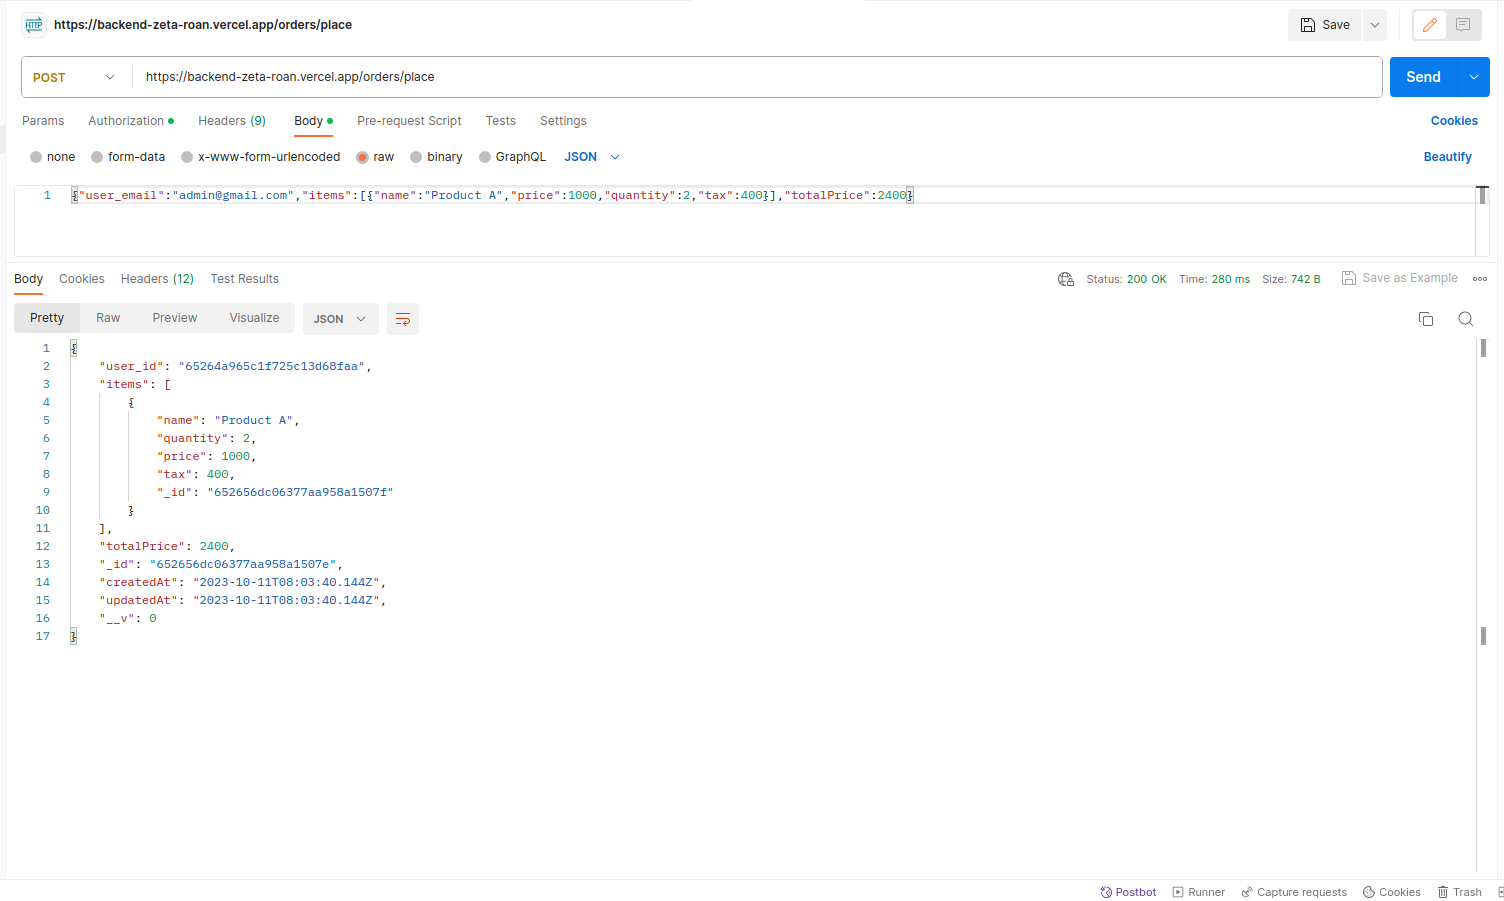 HTTP https://backend-zeta-roan.vercel.app/orders/place Save
POST https://backend-zeta-roan.vercel.app/orders/place Send
Params Authorization Headers (9) Body Pre-request Script Tests Settings Cookies
none form-data x-www-form-urlencoded raw binary GraphQL JSON Beautify
1 {"user_email":"admin@gmail.com","items":[{"name":"Product A","price":1000,"quantity":2,"tax":400}],"totalPrice":2400}
Body Cookies Headers (12) Test Results Status: 200 OK Time: 280 ms Size: 742 B Save as Example
Pretty Raw Preview Visualize JSON
1 {
2 "user_id": "65264a965c1f725c13d68faa",
3 "items": [
4 {
5 "name": "Product A",
6 "quantity": 2,
7 "price": 1000,
8 "tax": 400,
9 "_id": "652656dc06377aa958a1507f"
10 }
11 ],
12 "totalPrice": 2400,
13 "_id": "652656dc06377aa958a1507e",
14 "createdAt": "2023-10-11T08:03:40.144Z",
15 "updatedAt": "2023-10-11T08:03:40.144Z",
16 "__v": 0
17 }
Postbot Runner Capture requests Cookies Trash